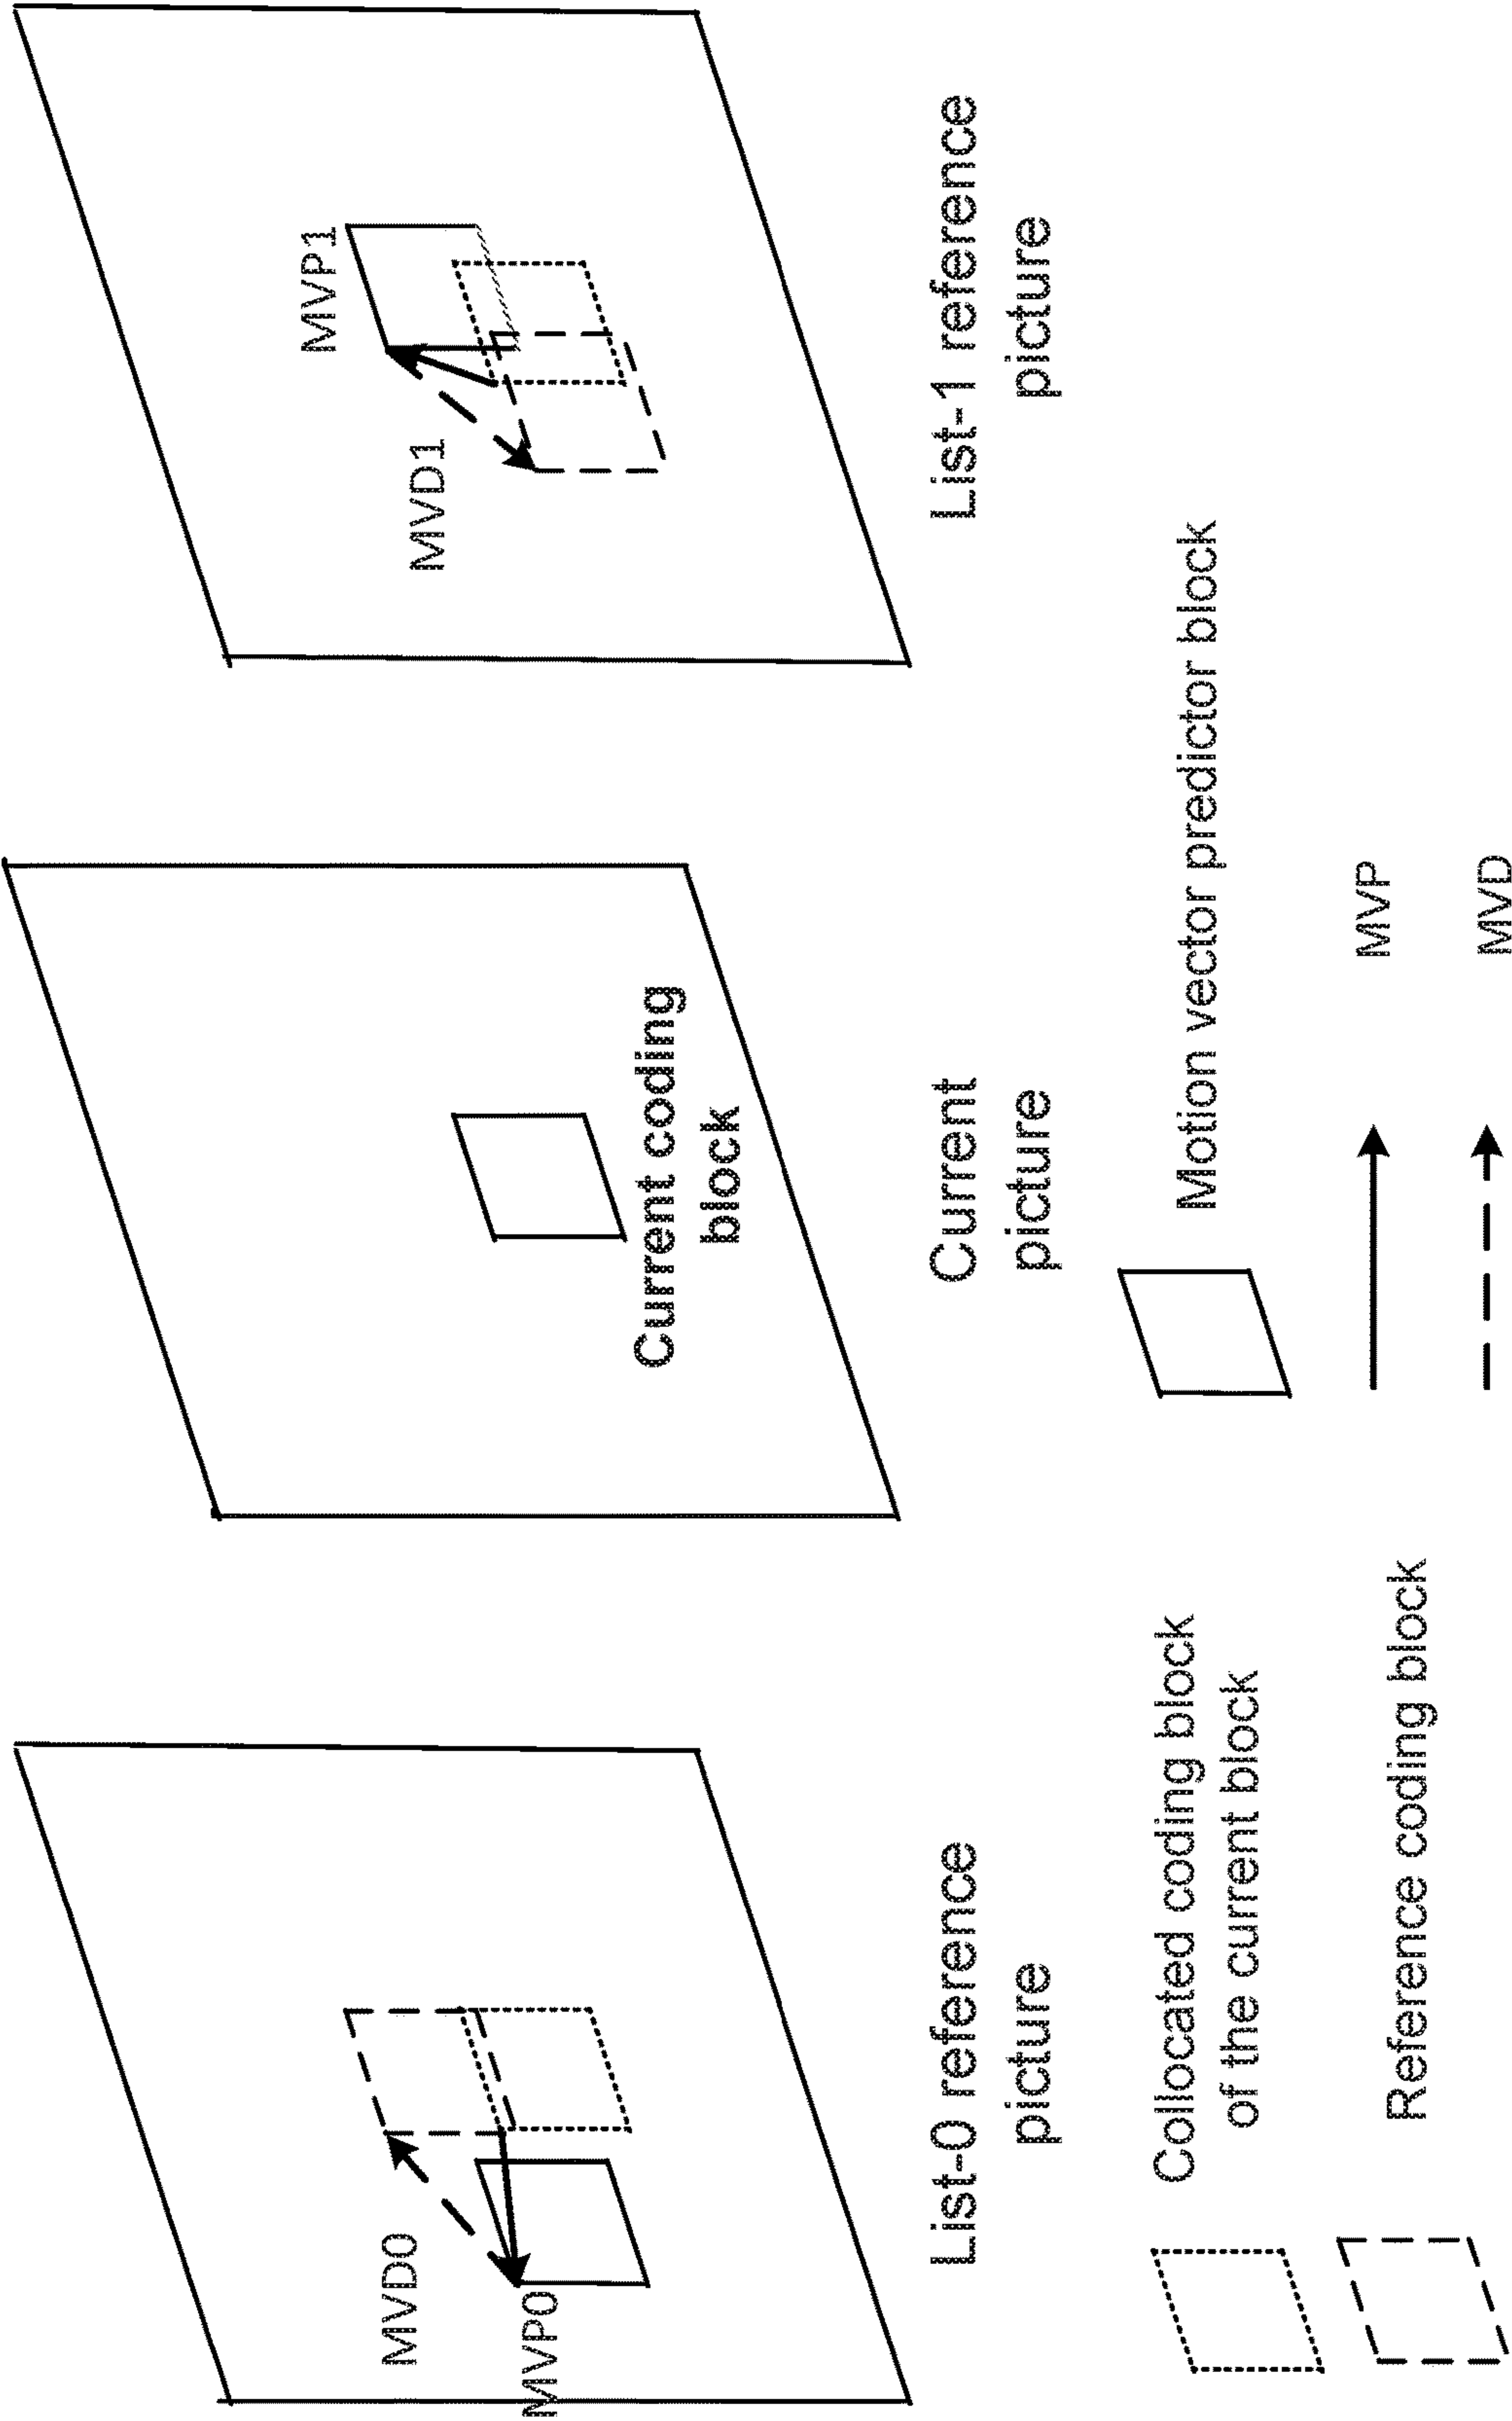 MVD0
MVP0
List-0 reference
picture
Current coding
block
Current
picture
MVP1
MVD1
List-1 reference
picture
Collocated coding block
of the current block
Reference coding block
Motion vector predictor block
MVP
MVD